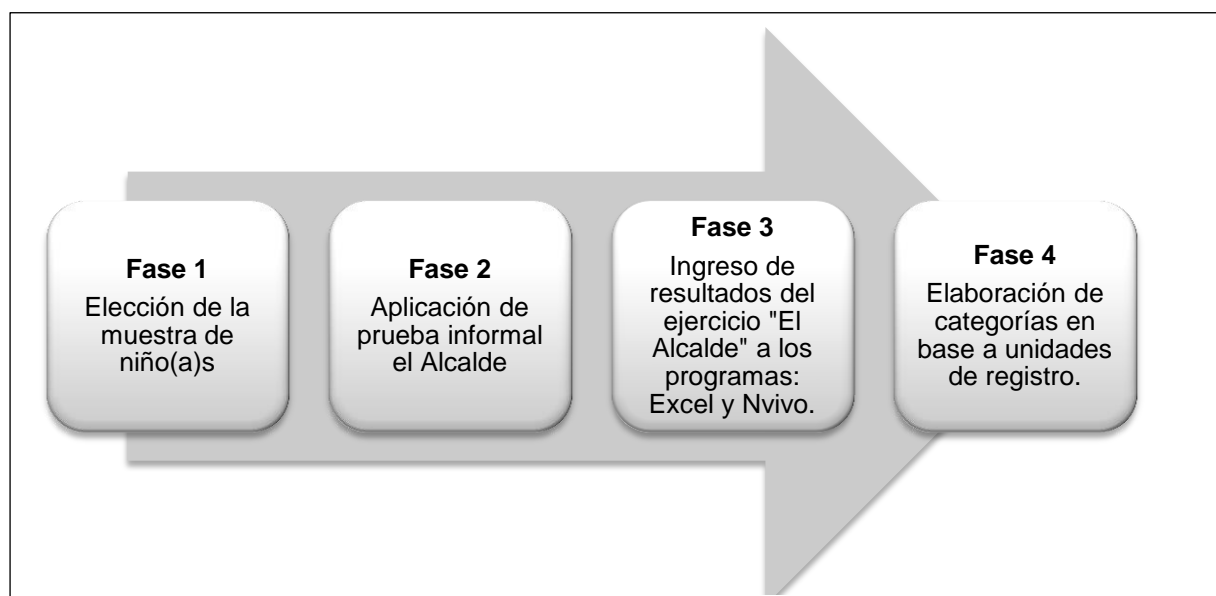 Fase 1
Elección de la
muestra de
niño(a)s
Fase 2
Aplicación de
prueba informal
el Alcalde
Fase 3
Ingreso de
resultados del
ejercicio "El
Alcalde" a los
programas:
Excel y Nvivo.
Fase 4
Elaboración de
categorías en
base a unidades
de registro.